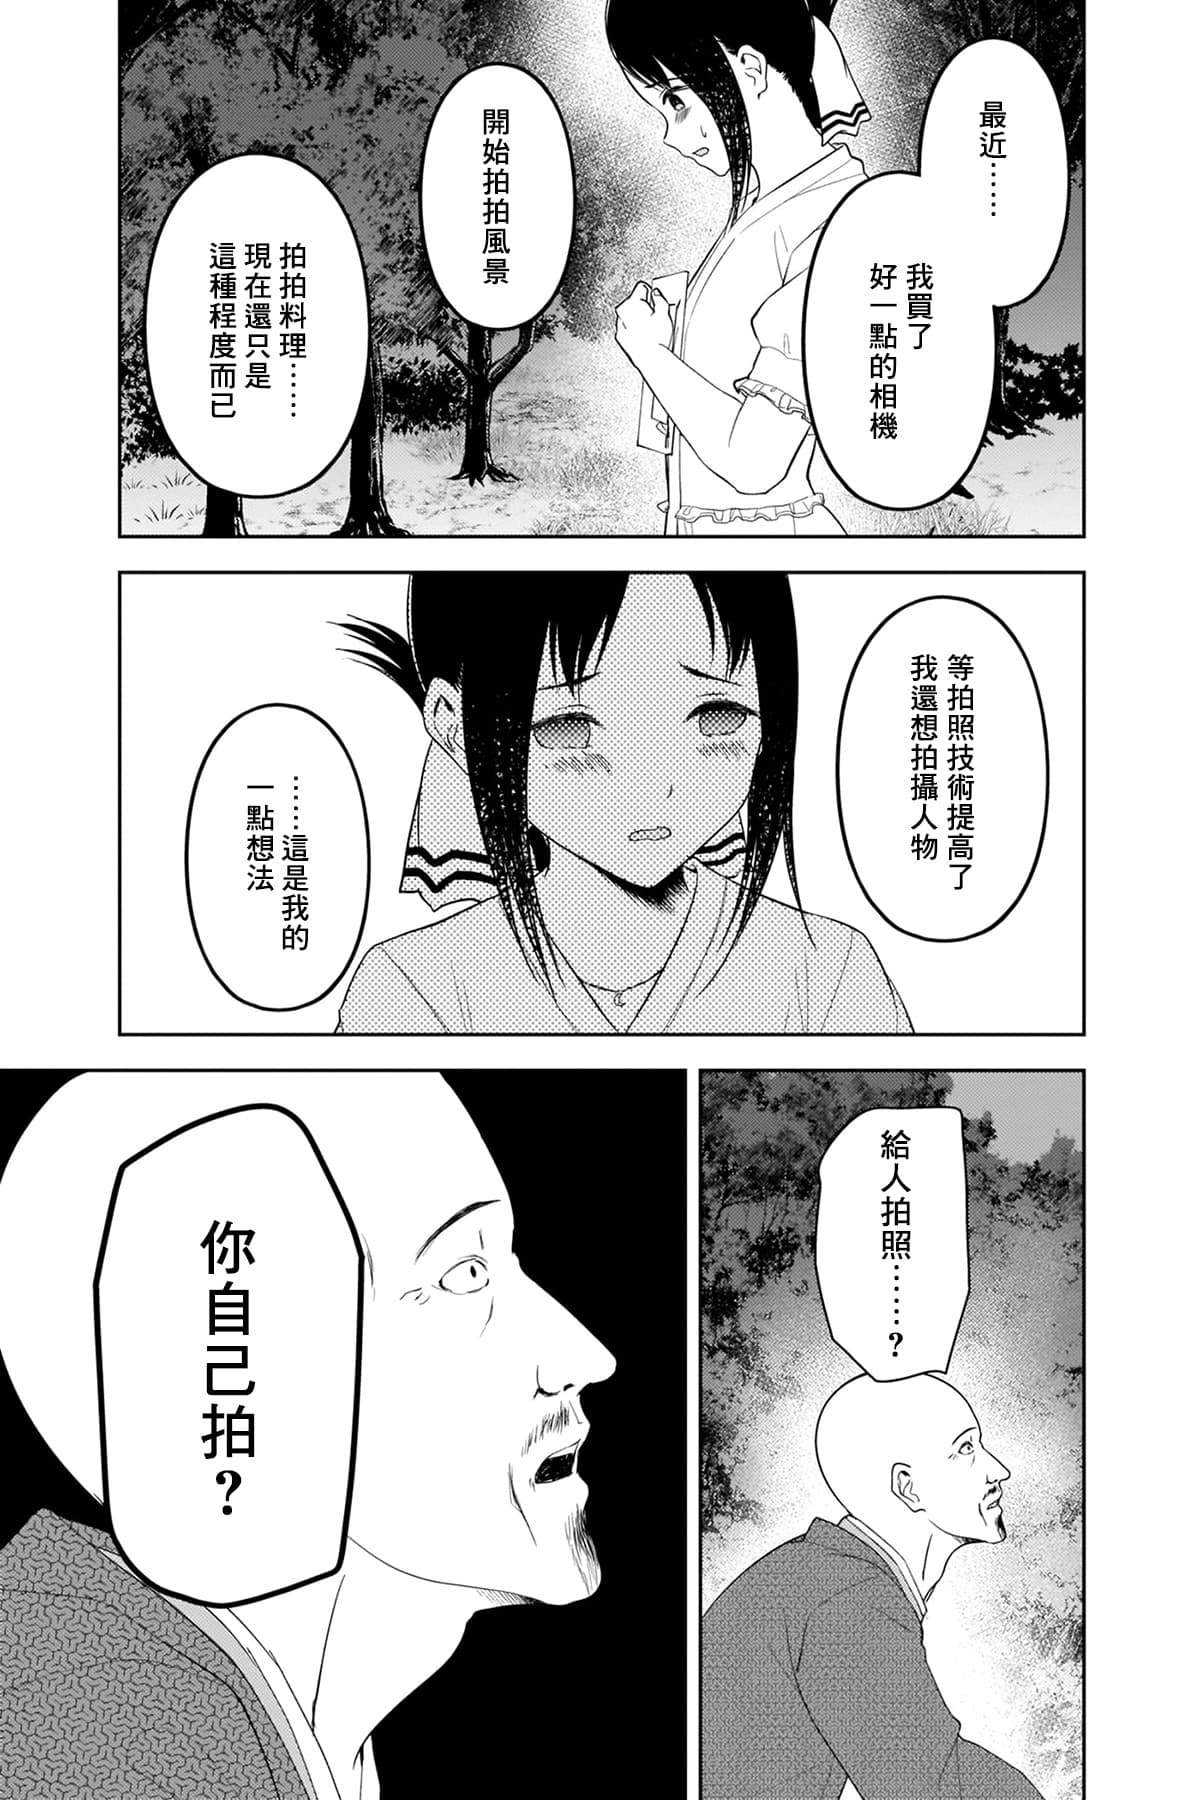 最近……
我買了
好一點的相機
開始拍拍風景
拍拍料理……
現在還只是
這種程度而已
等拍照技術提高了
我還想拍攝人物
……這是我的
一點想法
給人拍照……？
你自己拍？